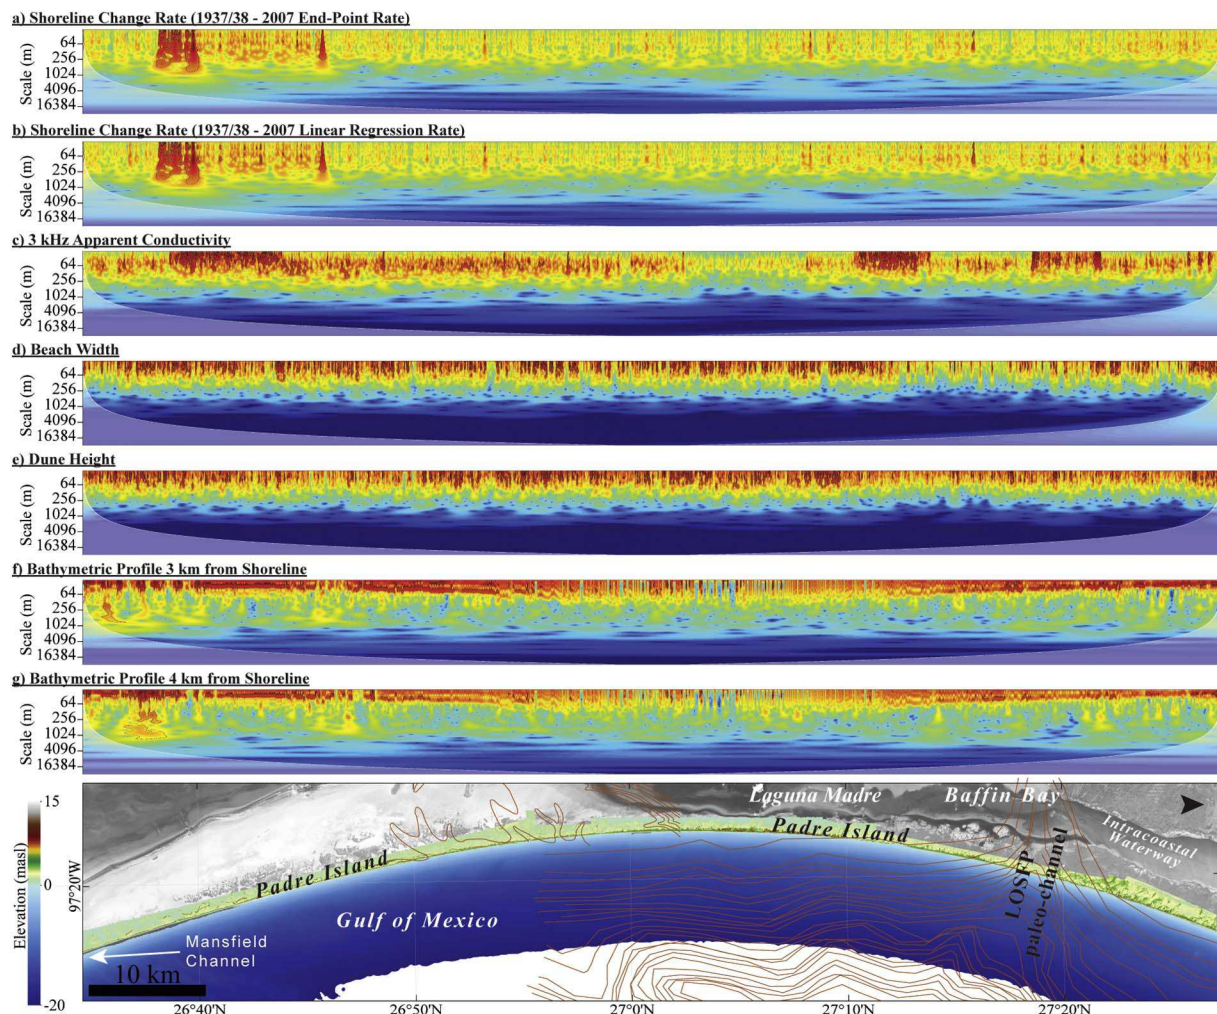 a) Shoreline Change Rate (1937/38 - 2007 End-Point Rate)
Scale (m)
64
256
1024
4096
16384
b) Shoreline Change Rate (1937/38 - 2007 Linear Regression Rate)
Scale (m)
64
256
1024
4096
16384
c) 3 kHz Apparent Conductivity
Scale (m)
64
256
1024
4096
16384
d) Beach Width
Scale (m)
64
256
1024
4096
16384
e) Dune Height
Scale (m)
64
256
1024
4096
16384
f) Bathymetric Profile 3 km from Shoreline
Scale (m)
64
256
1024
4096
16384
g) Bathymetric Profile 4 km from Shoreline
Scale (m)
64
256
1024
4096
16384
Elevation (masl)
15
0
-20
97°20'W
Laguna Madre
Baffin Bay
Padre Island
Padre Island
Intracoastal
Waterway
LOSFP
paleo-channel
Gulf of Mexico
Mansfield
Channel
10 km
26°40'N
26°50'N
27°0'N
27°10'N
27°20'N